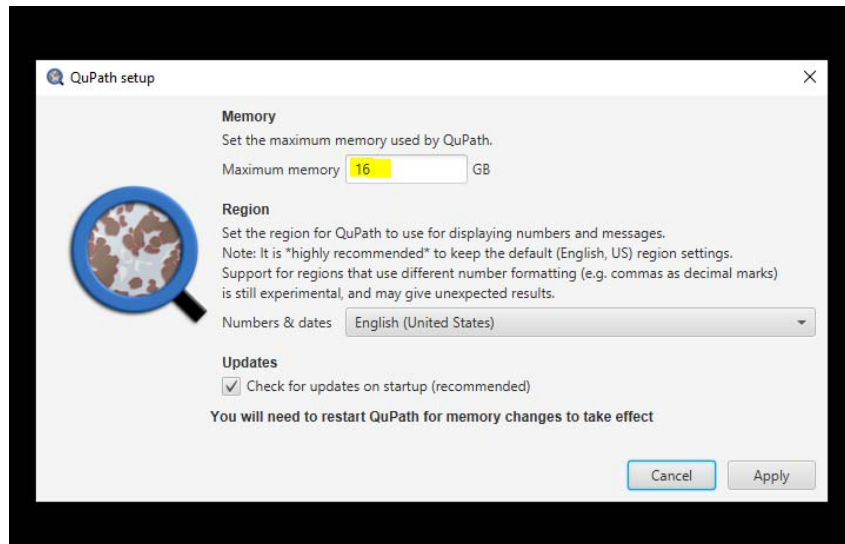 QuPath setup
Memory
Set the maximum memory used by QuPath.
Maximum memory 16 GB
Region
Set the region for QuPath to use for displaying numbers and messages.
Note: It is *highly recommended* to keep the default (English, US) region settings.
Support for regions that use different number formatting (e.g. commas as decimal marks)
is still experimental, and may give unexpected results.
Numbers & dates English (United States)
Updates
Check for updates on startup (recommended)
You will need to restart QuPath for memory changes to take effect
Cancel Apply